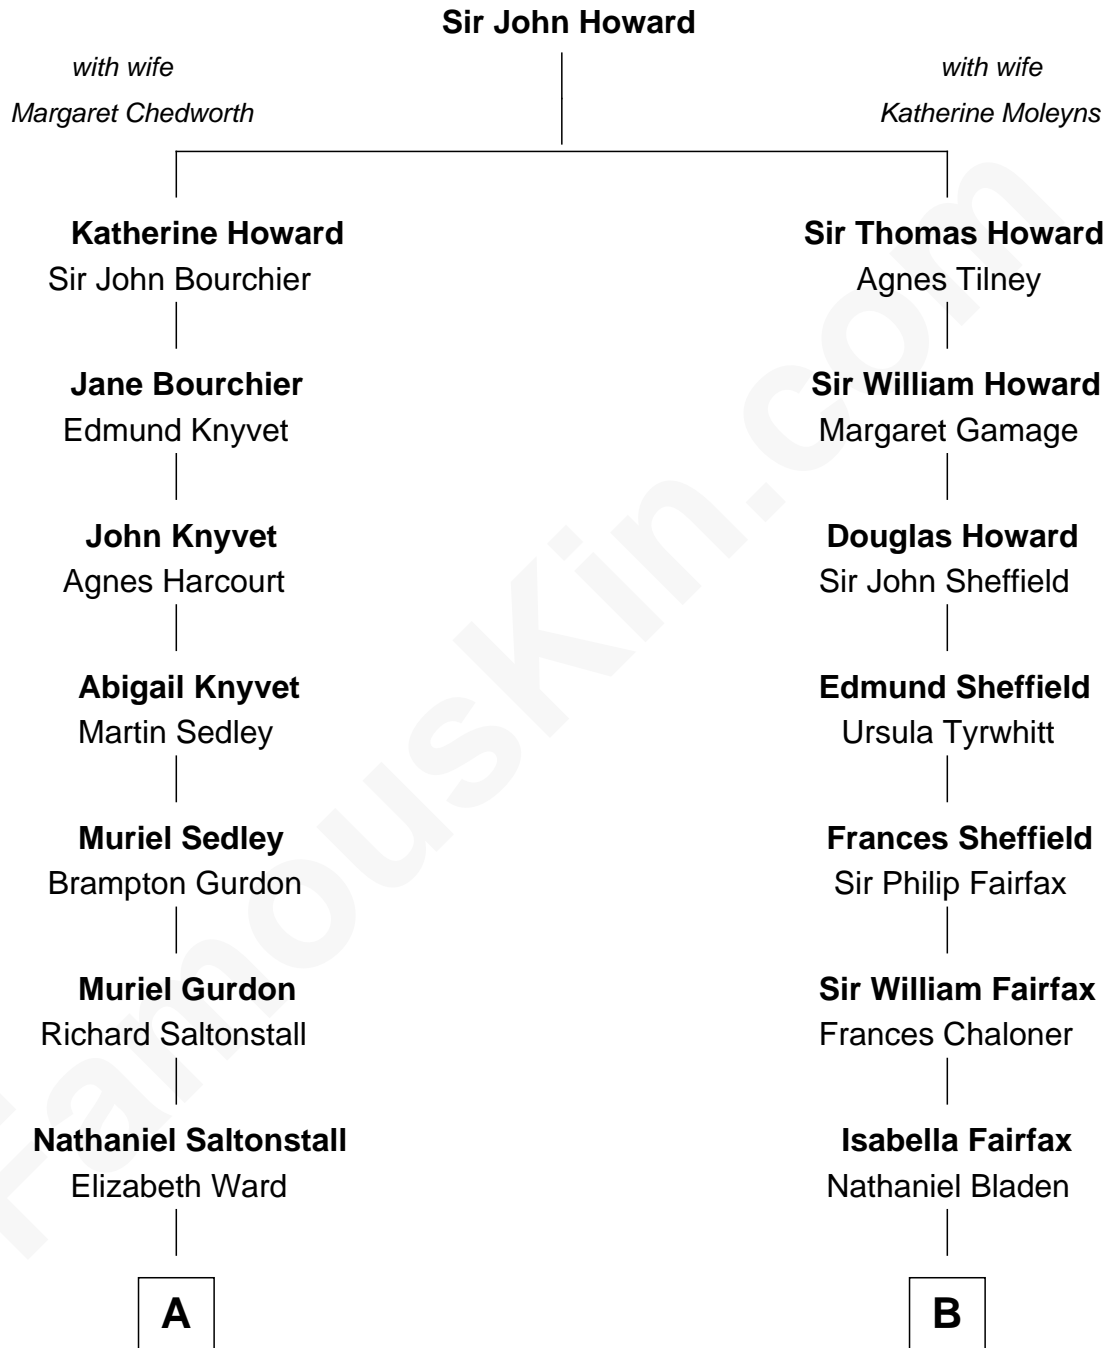 Sir John Howard
with wife
Margaret Chedworth
with wife
Katherine Moleyns
Katherine Howard
Sir John Bourchier
Sir Thomas Howard
Agnes Tilney
Jane Bourchier
Edmund Knyvet
Sir William Howard
Margaret Gamage
John Knyvet
Agnes Harcourt
Douglas Howard
Sir John Sheffield
Abigail Knyvet
Martin Sedley
Edmund Sheffield
Ursula Tyrwhitt
Muriel Sedley
Brampton Gurdon
Frances Sheffield
Sir Philip Fairfax
Muriel Gurdon
Richard Saltonstall
Sir William Fairfax
Frances Chaloner
Nathaniel Saltonstall
Elizabeth Ward
Isabella Fairfax
Nathaniel Bladen
A
B
FamousKin.com